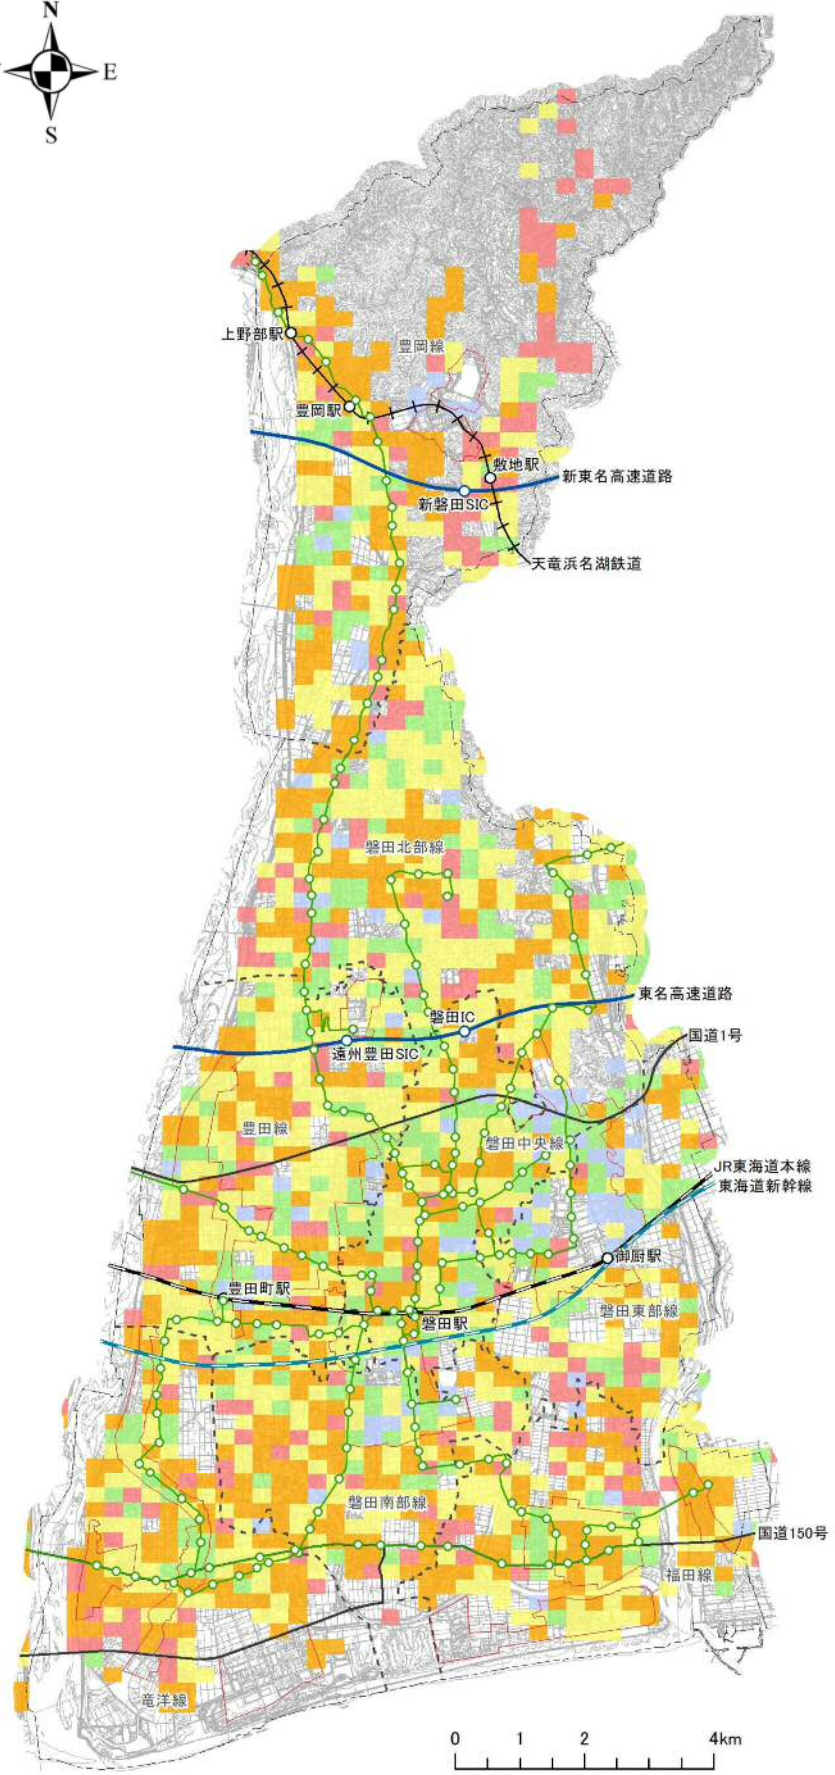 N
E
S
上野部駅
豊岡線
豊岡駅
敷地駅
新東名高速道路
新磐田SIC
天竜浜名湖鉄道
磐田北部線
東名高速道路
磐田IC
国道1号
遠州豊田SIC
豊田線
磐田中央線
JR東海道本線
東海道新幹線
御厨駅
豊田町駅
磐田東部線
磐田駅
磐田南部線
国道150号
福田線
竜洋線
0 1 2 4km